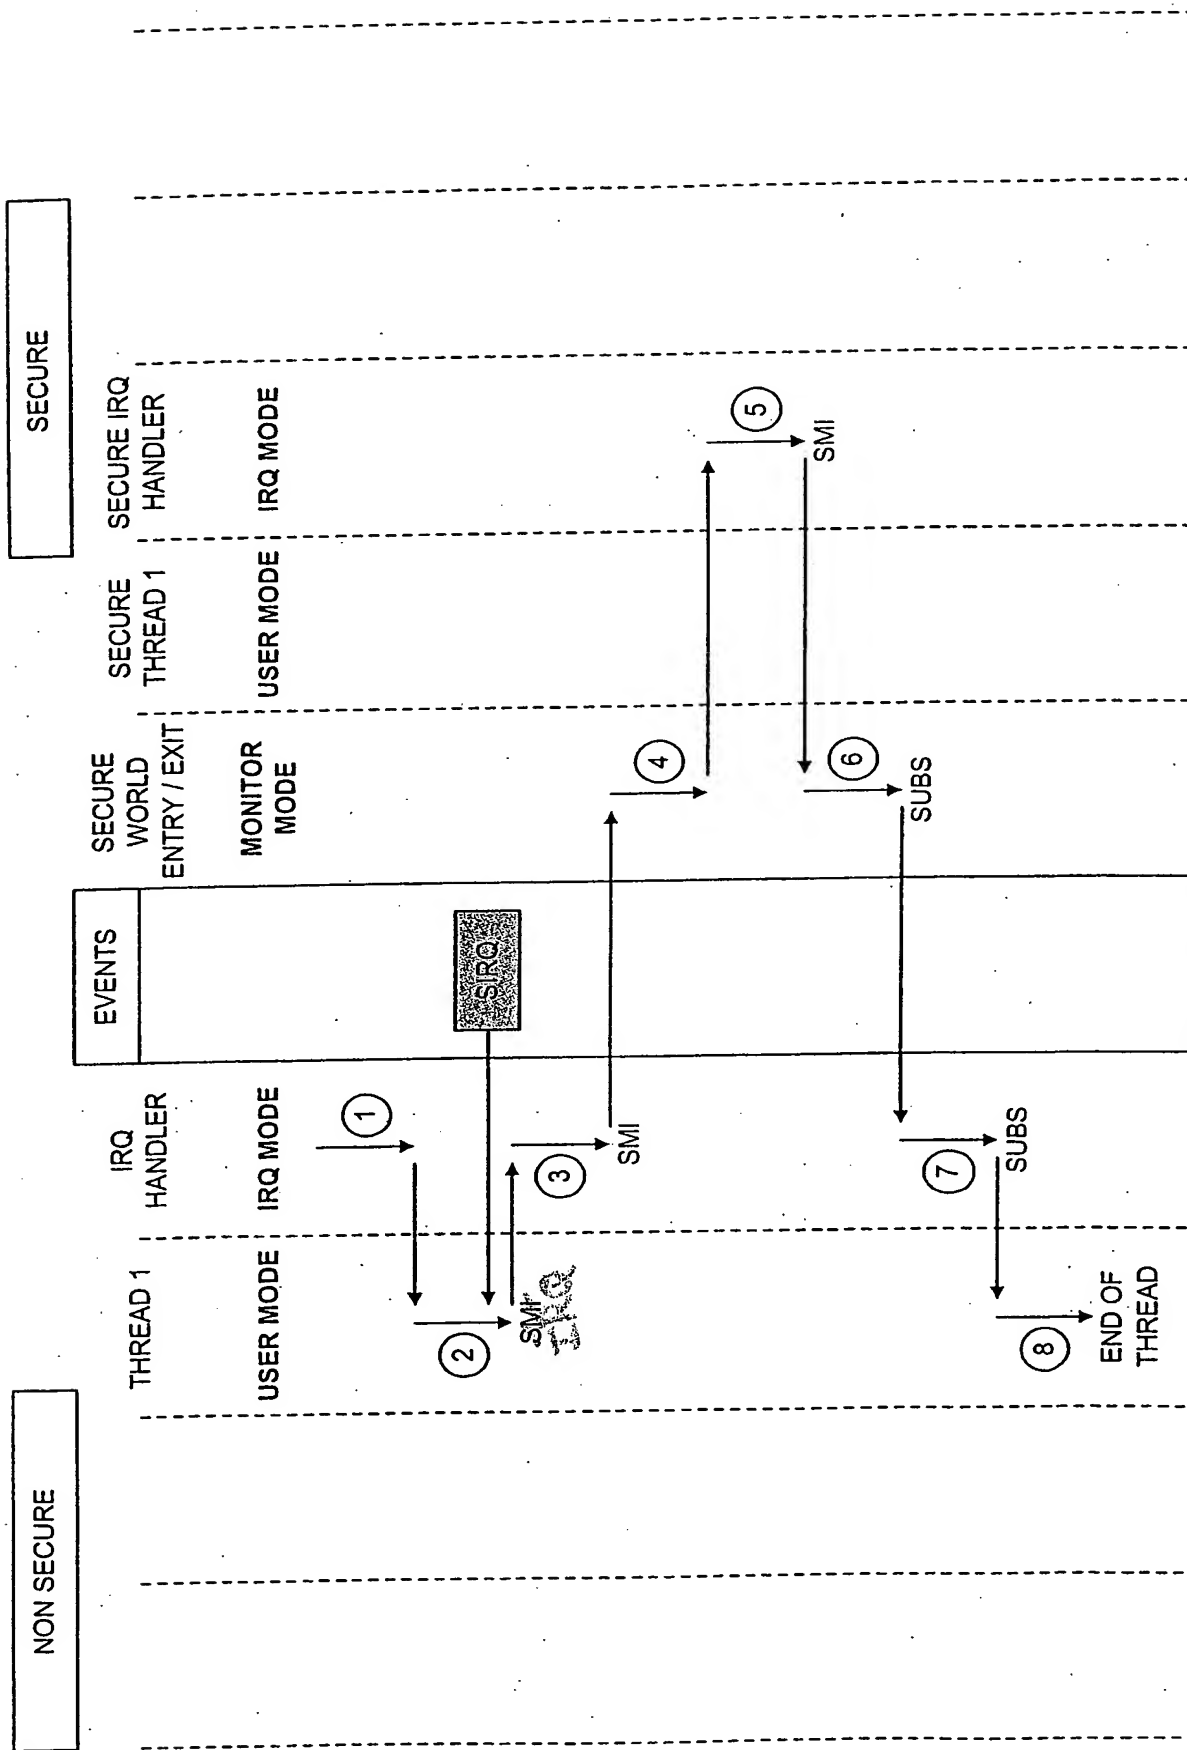 NON SECURE
EVENTS
SECURE
THREAD 1
USER MODE
IRQ
HANDLER
IRQ MODE
SECURE
WORLD
ENTRY / EXIT
MONITOR
MODE
SECURE
THREAD 1
USER MODE
SECURE IRQ
HANDLER
IRQ MODE
1
2
SIRQ
SMI
IRQ
3
SMI
4
5
SMI
6
SUBS
7
SUBS
8
END OF
THREAD